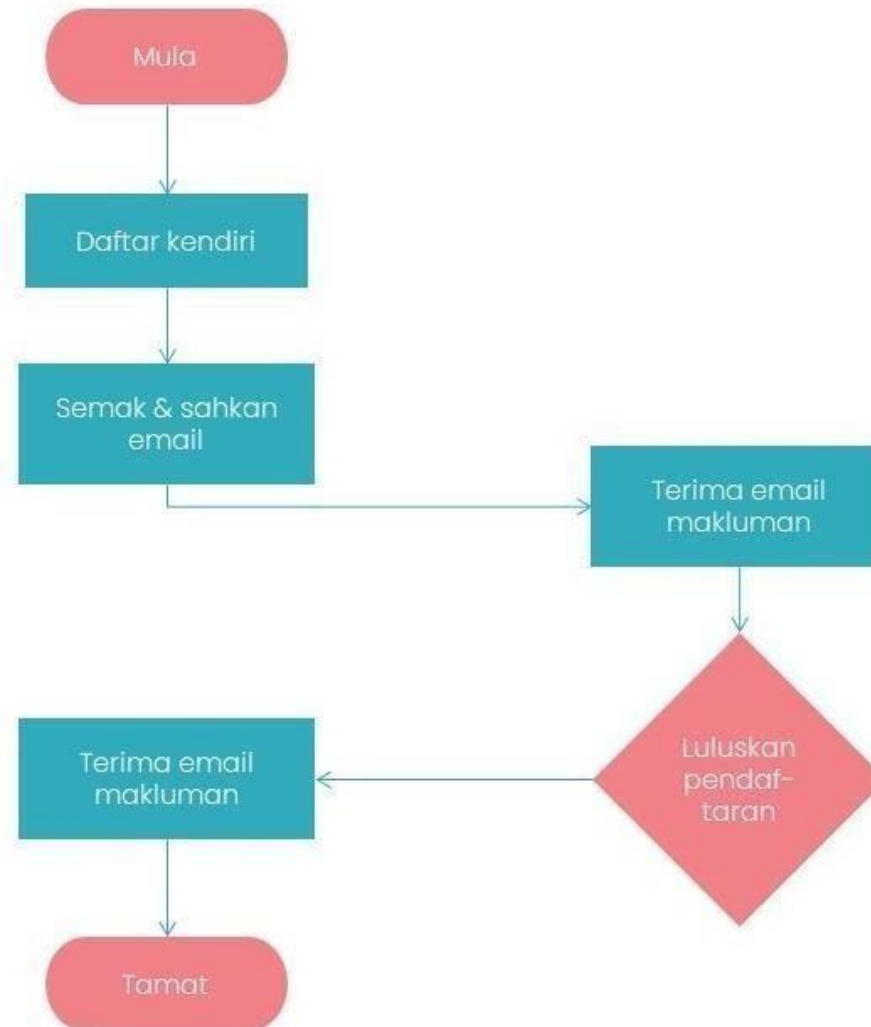 Mula
Daftar kendiri
Semak & sahkan
email
Terima email
makluman
Luluskan
pendaf-
taran
Terima email
makluman
Tamat